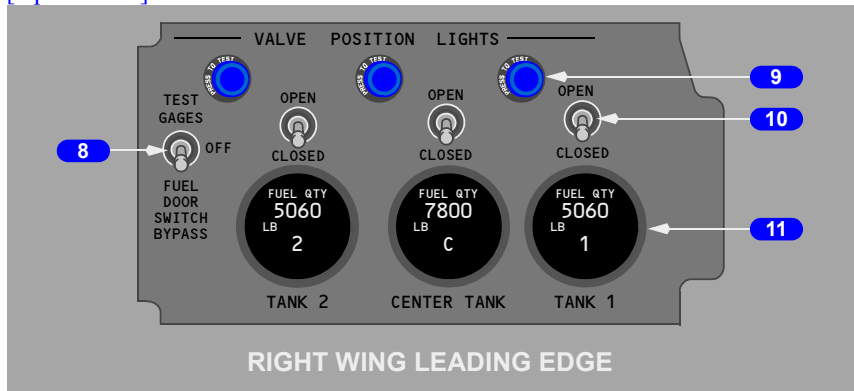 VALVE POSITION LIGHTS
PRESS TO TEST
PRESS TO TEST
PRESS TO TEST
9
TEST
GAGES
OPEN
OPEN
OPEN
10
8
OFF
CLOSED
CLOSED
CLOSED
FUEL
DOOR
SWITCH
BYPASS
FUEL QTY
5060
LB
2
FUEL QTY
7800
LB
C
FUEL QTY
5060
LB
1
11
TANK 2
CENTER TANK
TANK 1
RIGHT WING LEADING EDGE